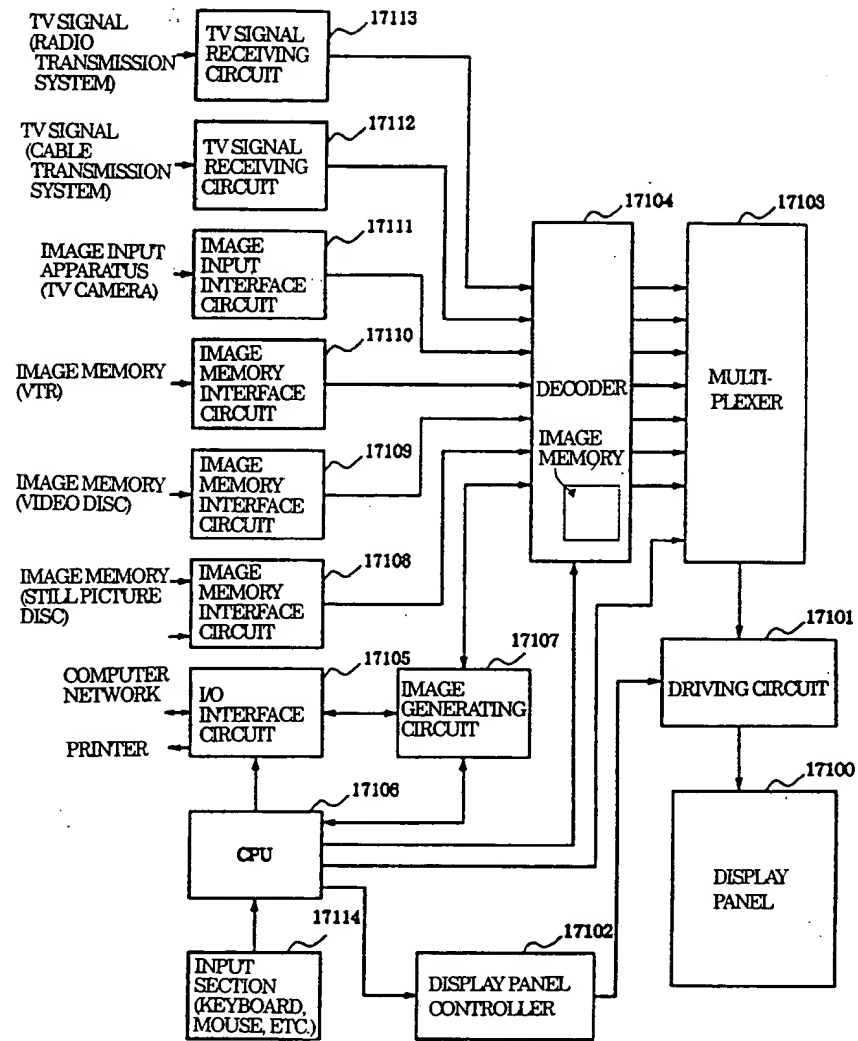 TV SIGNAL
(RADIO
TRANSMISSION
SYSTEM)
TV SIGNAL
RECEIVING
CIRCUIT
17113
TV SIGNAL
(CABLE
TRANSMISSION
SYSTEM)
TV SIGNAL
RECEIVING
CIRCUIT
17112
IMAGE INPUT
APPARATUS
(TV CAMERA)
IMAGE
INPUT
INTERFACE
CIRCUIT
17111
IMAGE MEMORY
(VTR)
IMAGE
MEMORY
INTERFACE
CIRCUIT
17110
IMAGE MEMORY
(VIDEO DISC)
IMAGE
MEMORY
INTERFACE
CIRCUIT
17109
IMAGE MEMORY
(STILL PICTURE
DISC)
IMAGE
MEMORY
INTERFACE
CIRCUIT
17108
COMPUTER
NETWORK
PRINTER
I/O
INTERFACE
CIRCUIT
17105
IMAGE
GENERATING
CIRCUIT
17107
CPU
17106
INPUT
SECTION
(KEYBOARD,
MOUSE, ETC.)
17114
DISPLAY PANEL
CONTROLLER
17102
17104
DECODER
IMAGE
MEMORY
17103
MULTI-
PLEXER
17101
DRIVING CIRCUIT
17100
DISPLAY
PANEL